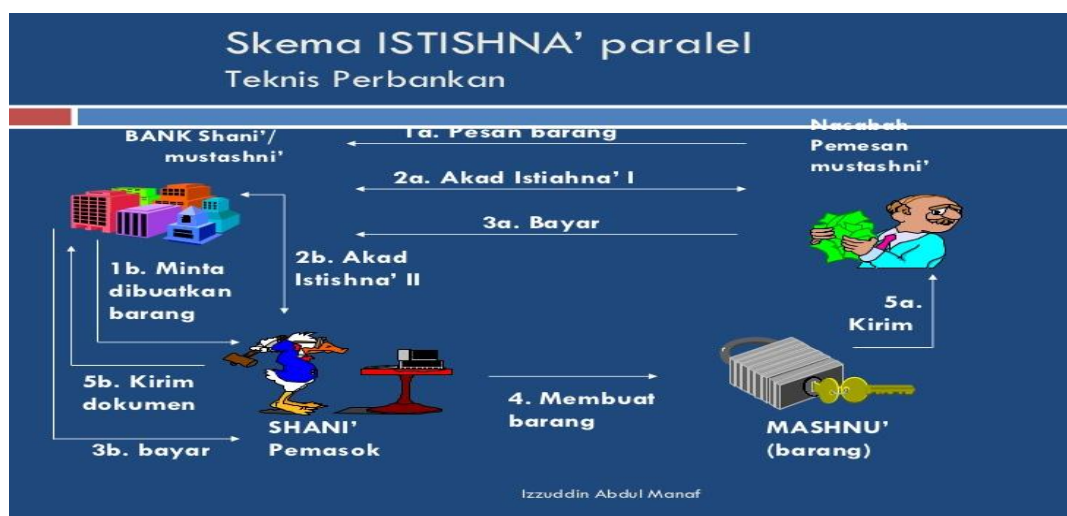 Skema ISTISHNA’ paralel
Teknis Perbankan
BANK Shani’/
mustashni’
1a. Pesan barang
Nasabah
Pemesan
mustashni’
2a. Akad Istiahna’ I
3a. Bayar
1b. Minta
dibuatkan
barang
2b. Akad
Istishna’ II
5a.
Kirim
5b. Kirim
dokumen
4. Membuat
barang
SHANI’
Pemasok
MASHNU’
(barang)
3b. bayar
Izzuddin Abdul Manaf